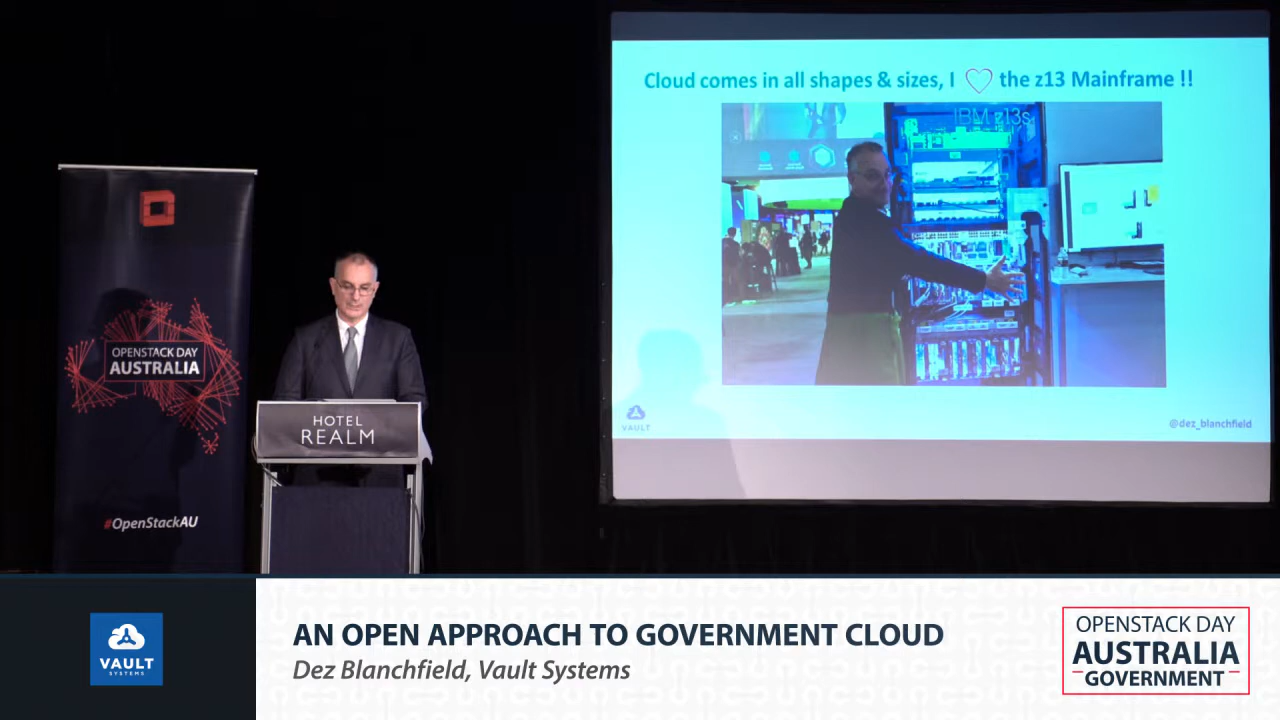 Cloud comes in all shapes & sizes, I ♡ the z13 Mainframe !!
IBM z13s
VAULT
@dez_blanchfield
OPENSTACK DAY
AUSTRALIA
#OpenStackAU
HOTEL
REALM
VAULT
SYSTEMS
AN OPEN APPROACH TO GOVERNMENT CLOUD
Dez Blanchfield, Vault Systems
OPENSTACK DAY
AUSTRALIA
GOVERNMENT